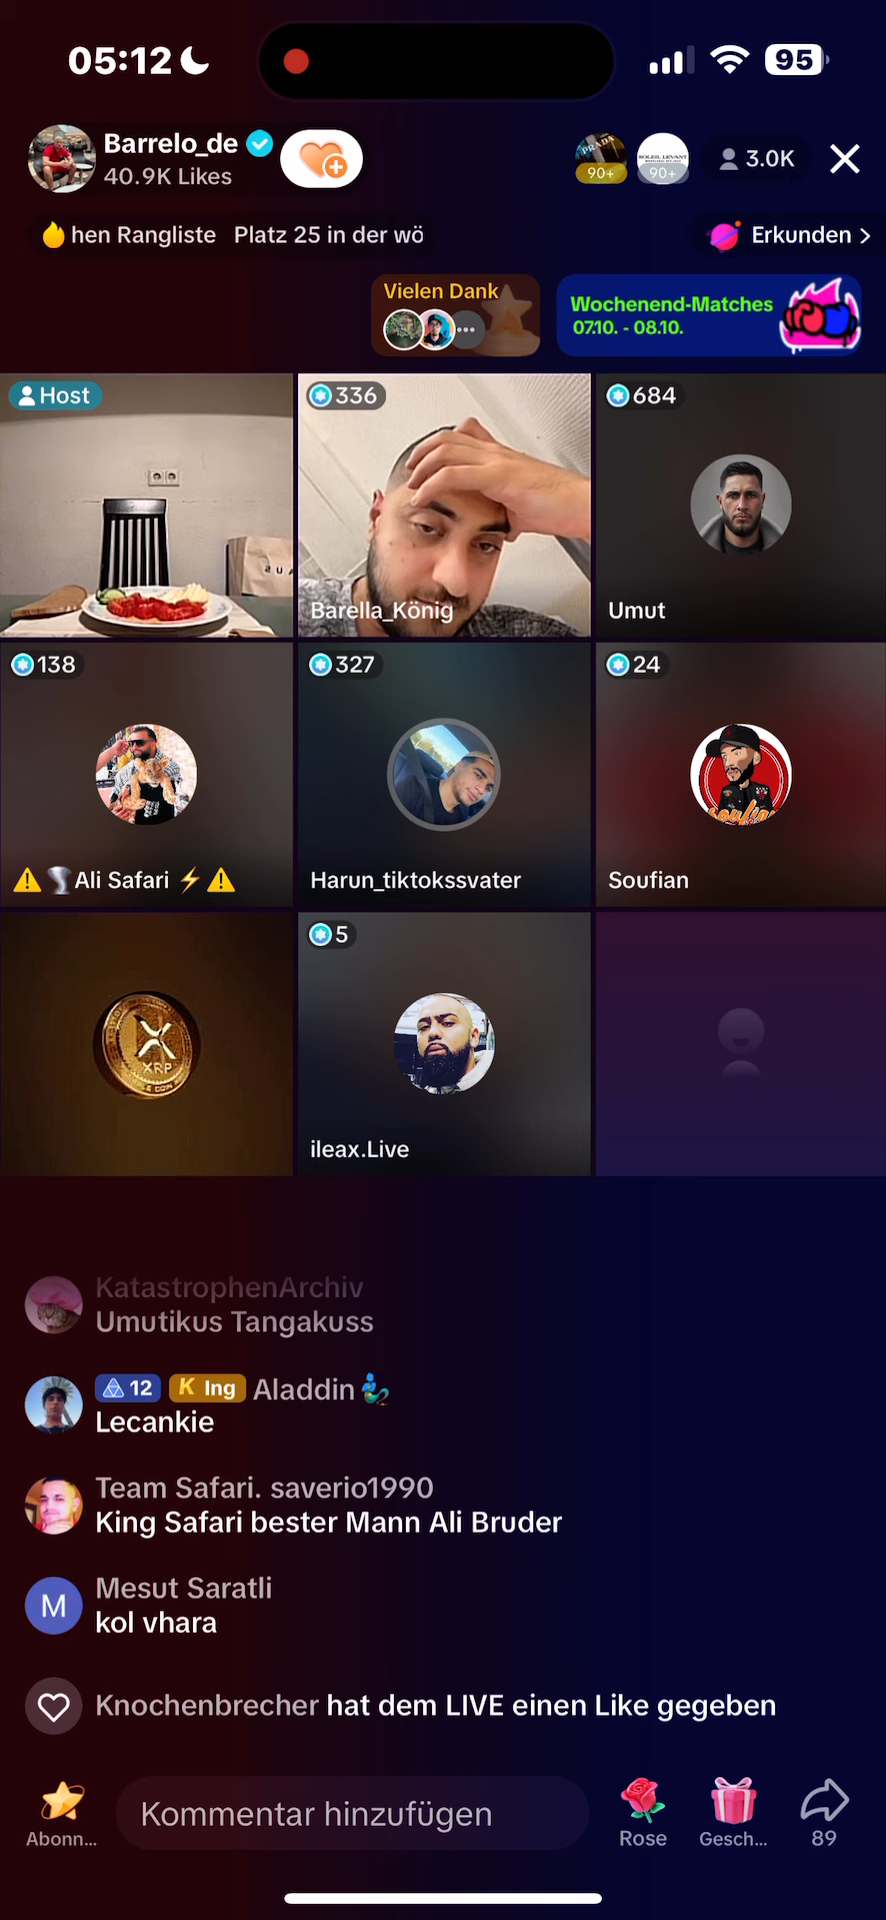 05:12
95
Barrelo_de
40.9K Likes
PRADA
90+
SOLEIL LEVANT
90+
3.0K
hen Rangliste Platz 25 in der wö
Erkunden >
Vielen Dank
Wochenend-Matches
07.10. - 08.10.
Host
336
Barella_König
684
Umut
138
Ali Safari
327
Harun_tiktokssvater
24
Soufian
soufian
XRP
5
ileax.Live
KatastrophenArchiv
Umutikus Tangakuss
12 K Ing Aladdin
Lecankie
Team Safari. saverio1990
King Safari bester Mann Ali Bruder
M
Mesut Saratli
kol vhara
Knochenbrecher hat dem LIVE einen Like gegeben
Abonn...
Kommentar hinzufügen
Rose
Gesch...
89